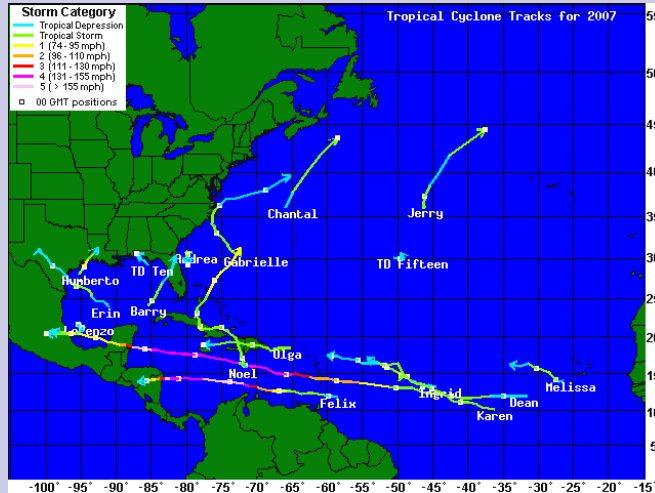 Storm Category
Tropical Depression
Tropical Storm
1 (74 - 95 mph)
2 (96 - 110 mph)
3 (111 - 130 mph)
4 (131 - 155 mph)
5 ( > 155 mph)
00 GMT positions
Tropical Cyclone Tracks for 2007
Chantal
Jerry
Andrea
Gabrielle
TD Ten
TD Fifteen
Humberto
Erin
Barry
Lorenzo
Olga
Noel
Ingrid
Melissa
Felix
Dean
Karen
55
50
45
40
35
30
25
20
15
10
5
-100° -95° -90° -85° -80° -75° -70° -65° -60° -55° -50° -45° -40° -35° -30° -25° -20° -15°